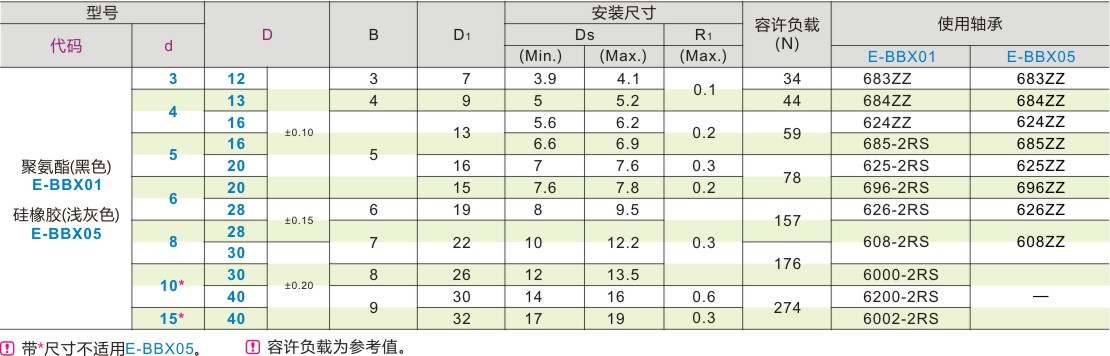 型号 D B D1 安装尺寸 容许负载 (N) 使用轴承
代码 d Ds R1 E-BBX01 E-BBX05
(Min.) (Max.) (Max.)
聚氨酯(黑色)
E-BBX01
硅橡胶(浅灰色)
E-BBX05
3 12 ±0.10 3 7 3.9 4.1 0.1 34 683ZZ 683ZZ
4 13 4 9 5 5.2 44 684ZZ 684ZZ
16 5 13 5.6 6.2 0.2 59 624ZZ 624ZZ
5 16 6.6 6.9 685-2RS 685ZZ
20 16 7 7.6 0.3 78 625-2RS 625ZZ
6 20 15 7.6 7.8 0.2 696-2RS 696ZZ
28 ±0.15 6 19 8 9.5 0.3 157 626-2RS 626ZZ
8 28 7 22 10 12.2 608-2RS 608ZZ
30 ±0.20 176
10* 30 8 26 12 13.5 6000-2RS —
40 9 30 14 16 0.6 274 6200-2RS
15* 40 32 17 19 0.3 6002-2RS
带*尺寸不适用E-BBX05。 容许负载为参考值。